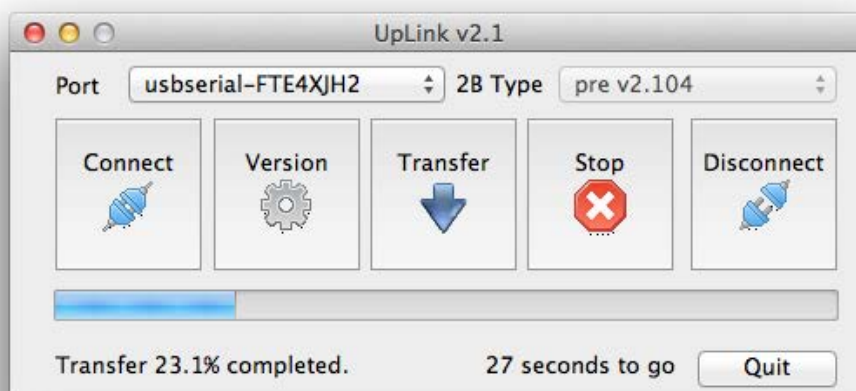 UpLink v2.1
Port usbserial-FTE4XJH2 2B Type pre v2.104
Connect Version Transfer Stop Disconnect
Transfer 23.1% completed. 27 seconds to go Quit